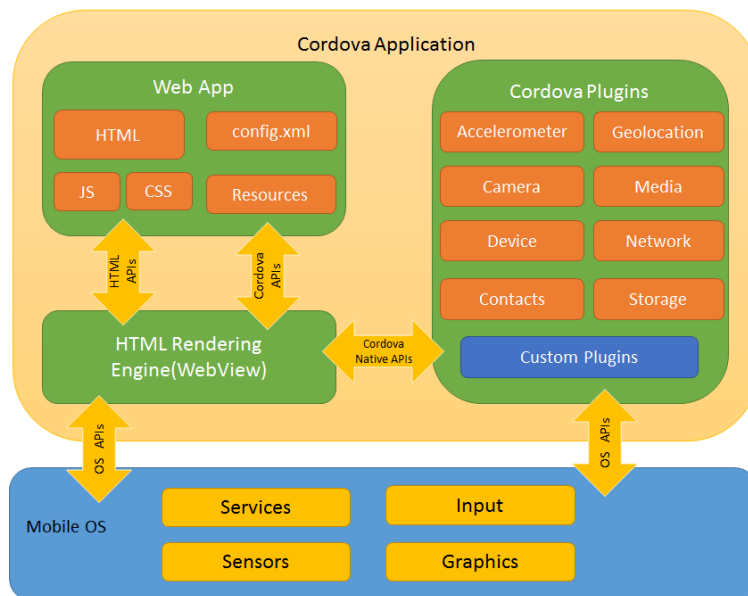 Cordova Application
Web App
HTML
config.xml
JS
CSS
Resources
HTML
APIs
Cordova
APIs
HTML Rendering
Engine(WebView)
Cordova
Native APIs
Cordova Plugins
Accelerometer
Geolocation
Camera
Media
Device
Network
Contacts
Storage
Custom Plugins
OS APIs
OS APIs
Mobile OS
Services
Input
Sensors
Graphics